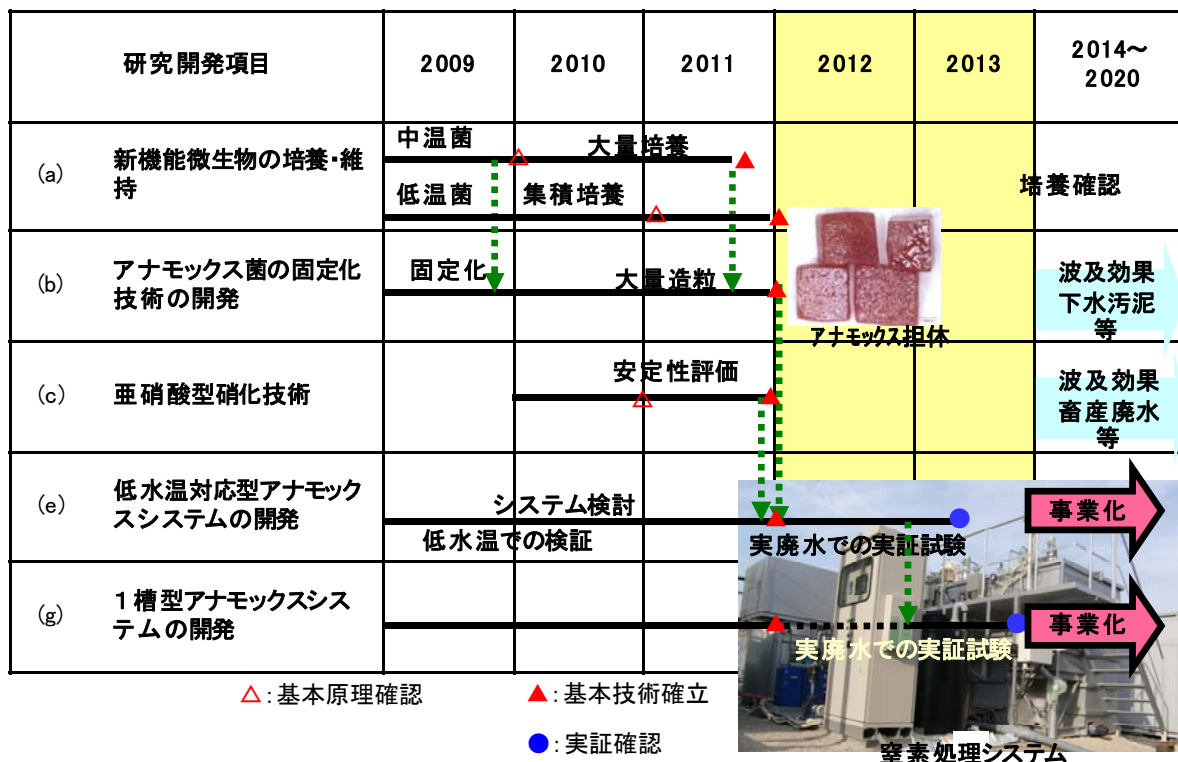 研究開発項目
2009
2010
2011
2012
2013
2014～
2020
(a)
新機能微生物の培養・維
持
中温菌
大量培養
低温菌
集積培養
培養確認
(b)
アナモックス菌の固定化
技術の開発
固定化
大量造粒
アナモックス担体
波及効果
下水汚泥
等
(c)
亜硝酸型硝化技術
安定性評価
波及効果
畜産廃水
等
(e)
低水温対応型アナモック
スシステムの開発
システム検討
低水温での検証
実廃水での実証試験
事業化
(g)
１槽型アナモックスシス
テムの開発
実廃水での実証試験
事業化
△：基本原理確認
▲：基本技術確立
●：実証確認
窒素処理システム